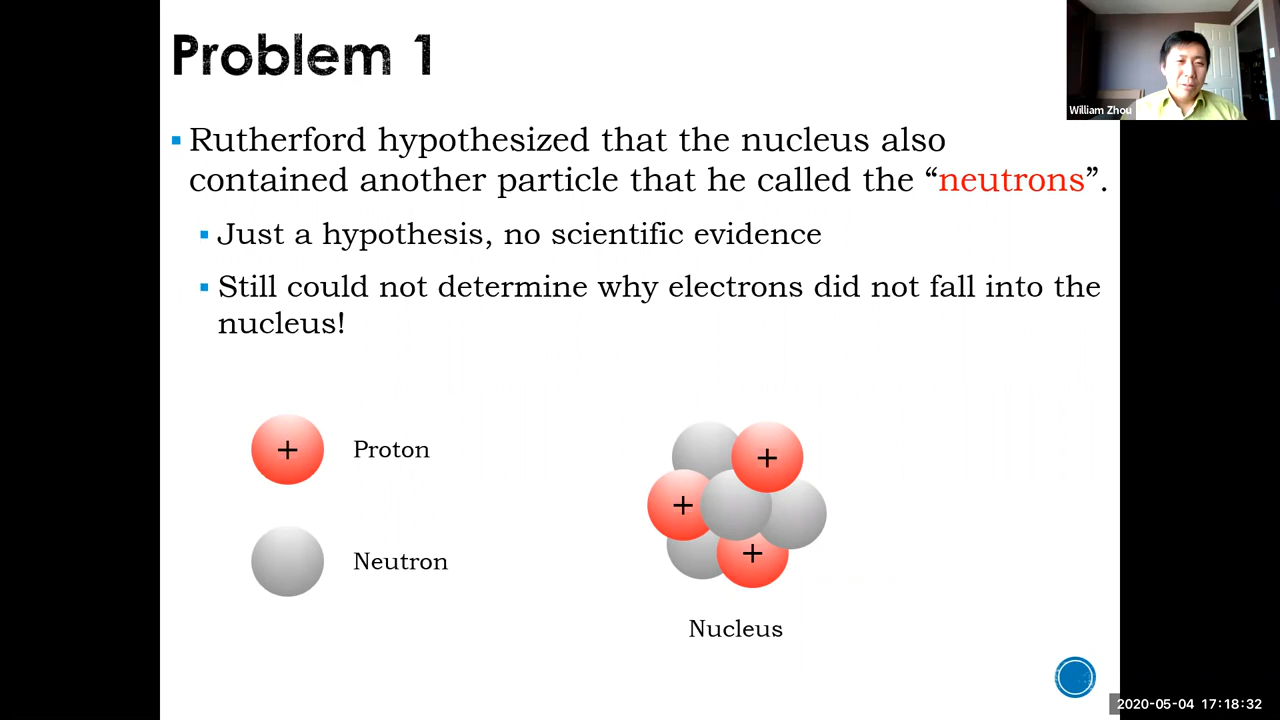 Problem 1
William Zhou
▪ Rutherford hypothesized that the nucleus also
contained another particle that he called the “neutrons”.
▪ Just a hypothesis, no scientific evidence
▪ Still could not determine why electrons did not fall into the
nucleus!
+ Proton
Neutron
+
+
+
Nucleus
2020-05-04 17:18:32